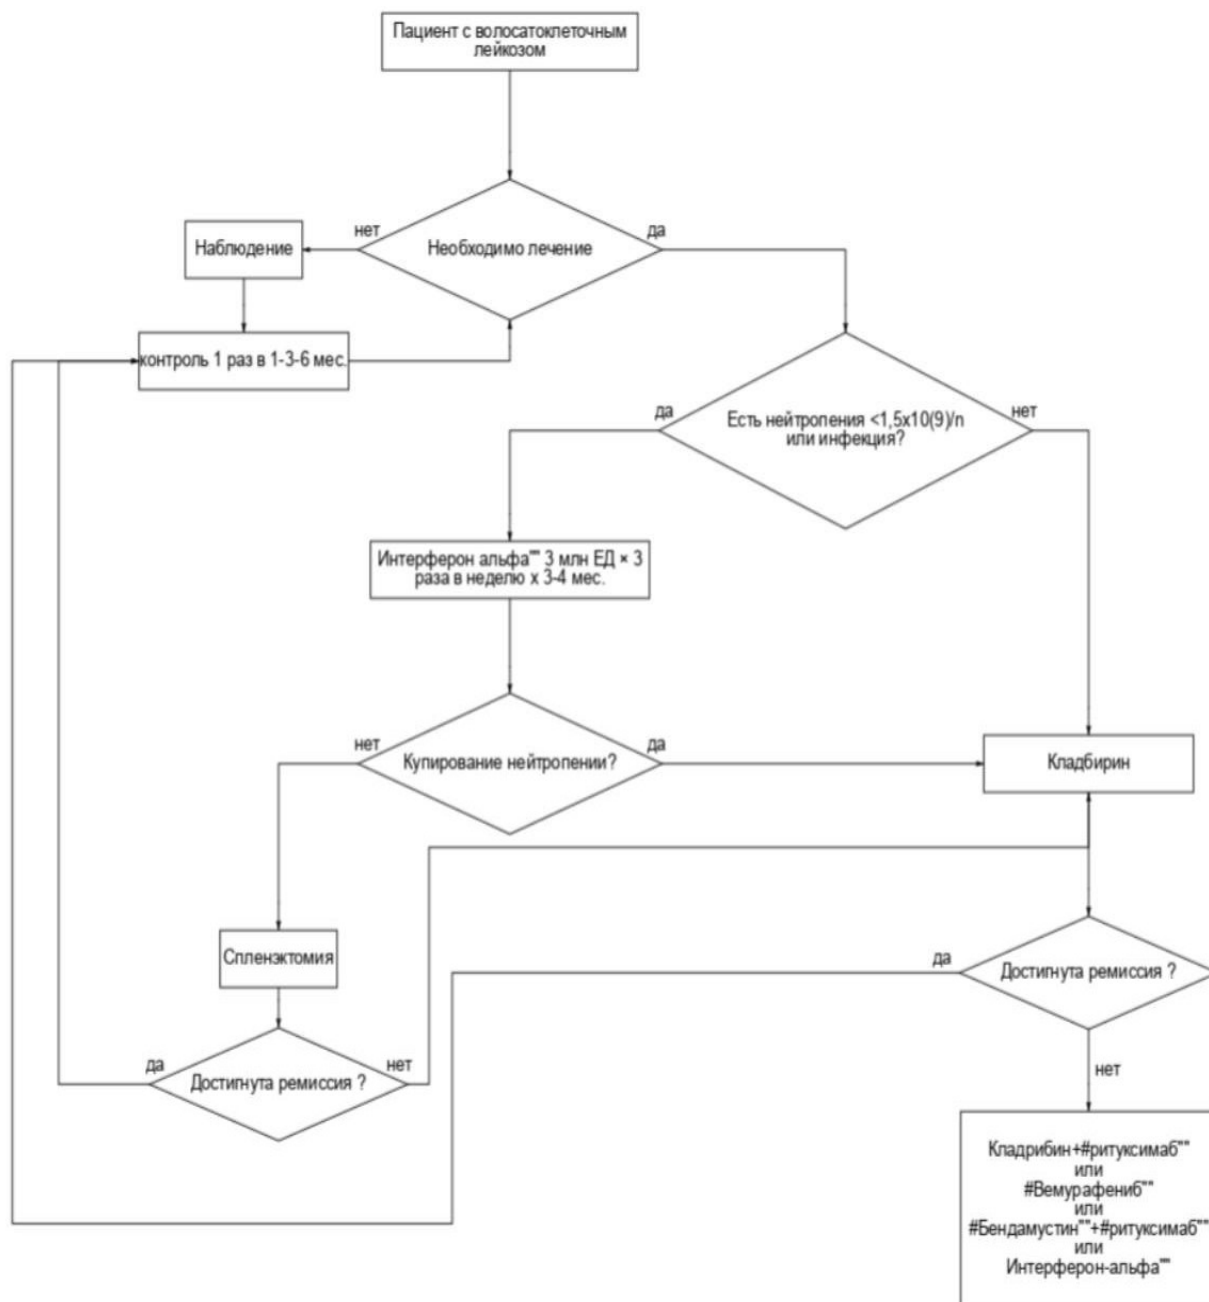 Пациент с волосатоклеточным
лейкозом
нет
да
Наблюдение
Необходимо лечение
контроль 1 раз в 1-3-6 мес.
да
нет
Есть нейтропения <1,5x10(9)/n
или инфекция?
Интерферон альфа"" 3 млн ЕД × 3
раза в неделю x 3-4 мес.
нет
да
Купирование нейтропении?
Кладбирин
Спленэктомия
да
Достигнута ремиссия ?
да
нет
Достигнута ремиссия ?
нет
Кладрибин+#ритуксимаб""
или
#Вемурафениб""
или
#Бендамустин""+#ритуксимаб""
или
Интерферон-альфа""